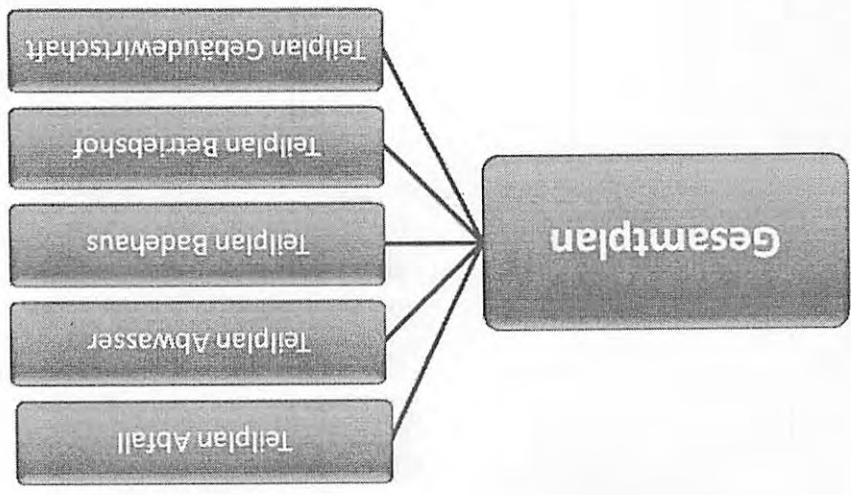 Gesamtplan
Teilplan Abfall
Teilplan Abwasser
Teilplan Badehaus
Teilplan Betriebshof
Teilplan Gebäudewirtschaft